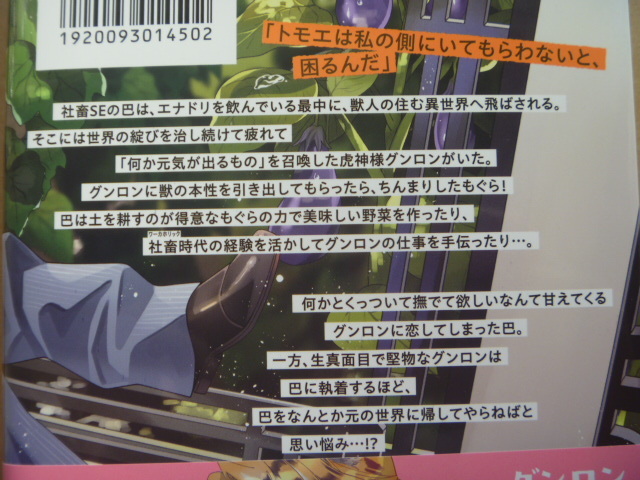 1920093014502
「トモエは私の側にいてもらわないと、
困るんだ」
社畜SEの巴は、エナドリを飲んでいる最中に、獣人の住む異世界へ飛ばされる。
そこには世界の綻びを治し続けて疲れて
「何か元気が出るもの」を召喚した虎神様グンロンがいた。
グンロンに獣の本性を引き出してもらったら、ちんまりしたもぐら!
巴は土を耕すのが得意なもぐらの力で美味しい野菜を作ったり、
ワーカホリック
社畜時代の経験を活かしてグンロンの仕事を手伝ったり…。
何かとくっついて撫でて欲しいなんて甘えてくる
グンロンに恋してしまった巴。
一方、生真面目で堅物なグンロンは
巴に執着するほど、
巴をなんとか元の世界に帰してやらねばと
思い悩み…!?
グンロン